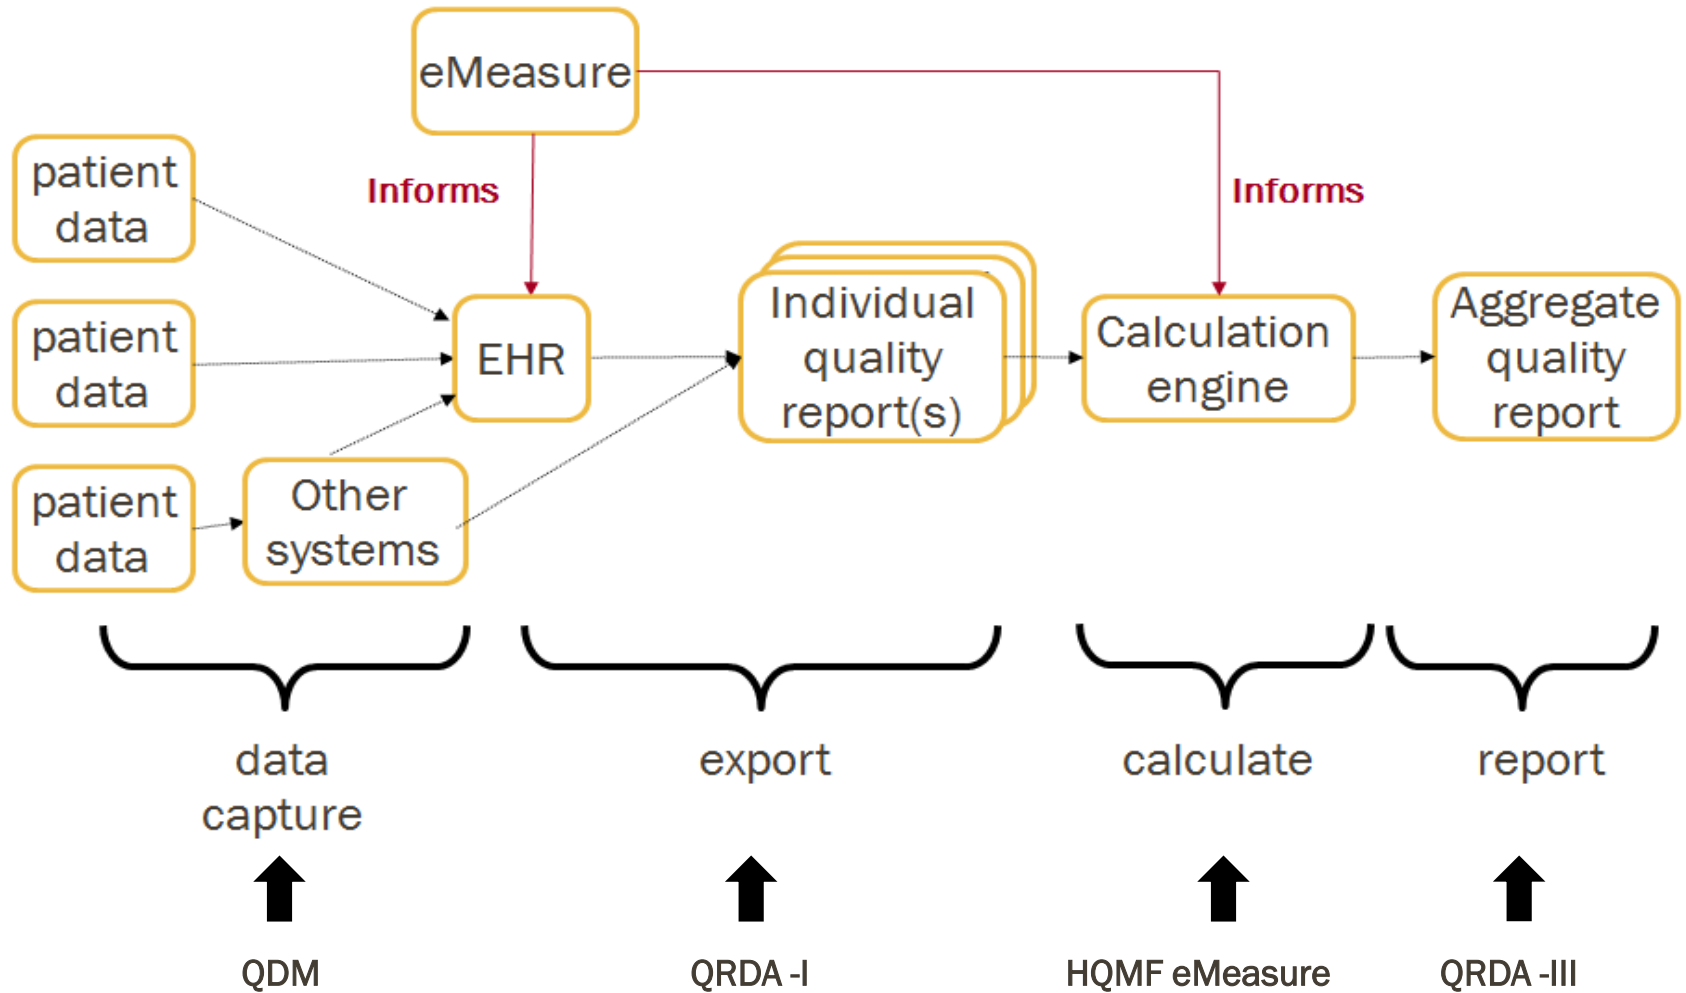 eMeasure
Informs
Informs
patient
data
patient
data
patient
data
Other
systems
EHR
Individual
quality
report(s)
Calculation
engine
Aggregate
quality
report
data
capture
export
calculate
report
QDM
QRDA -I
HQMF eMeasure
QRDA -III